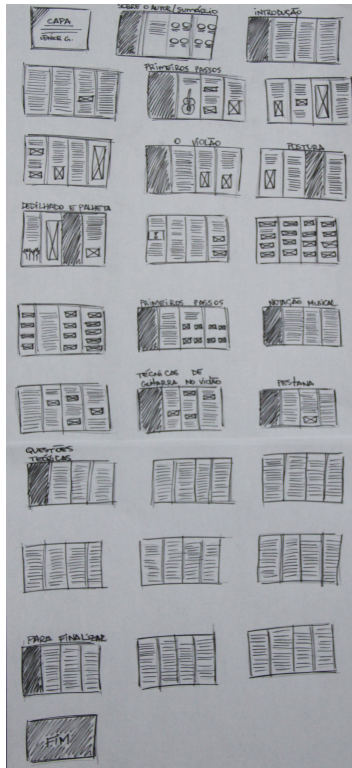 CAPA
JÚNIOR G.
SOBRE O AUTOR/SUMÁRIO
INTRODUÇÃO
PRIMEIROS PASSOS
O VIOLÃO
POSTURA
DEDILHADO E PALHETA
PRIMEIROS PASSOS
NOTAÇÃO MUSICAL
TÉCNICAS DE
GUITARRA NO VIOLÃO
PESTANA
QUESTÕES
TEÓRICAS
PARA FINALIZAR
FIM